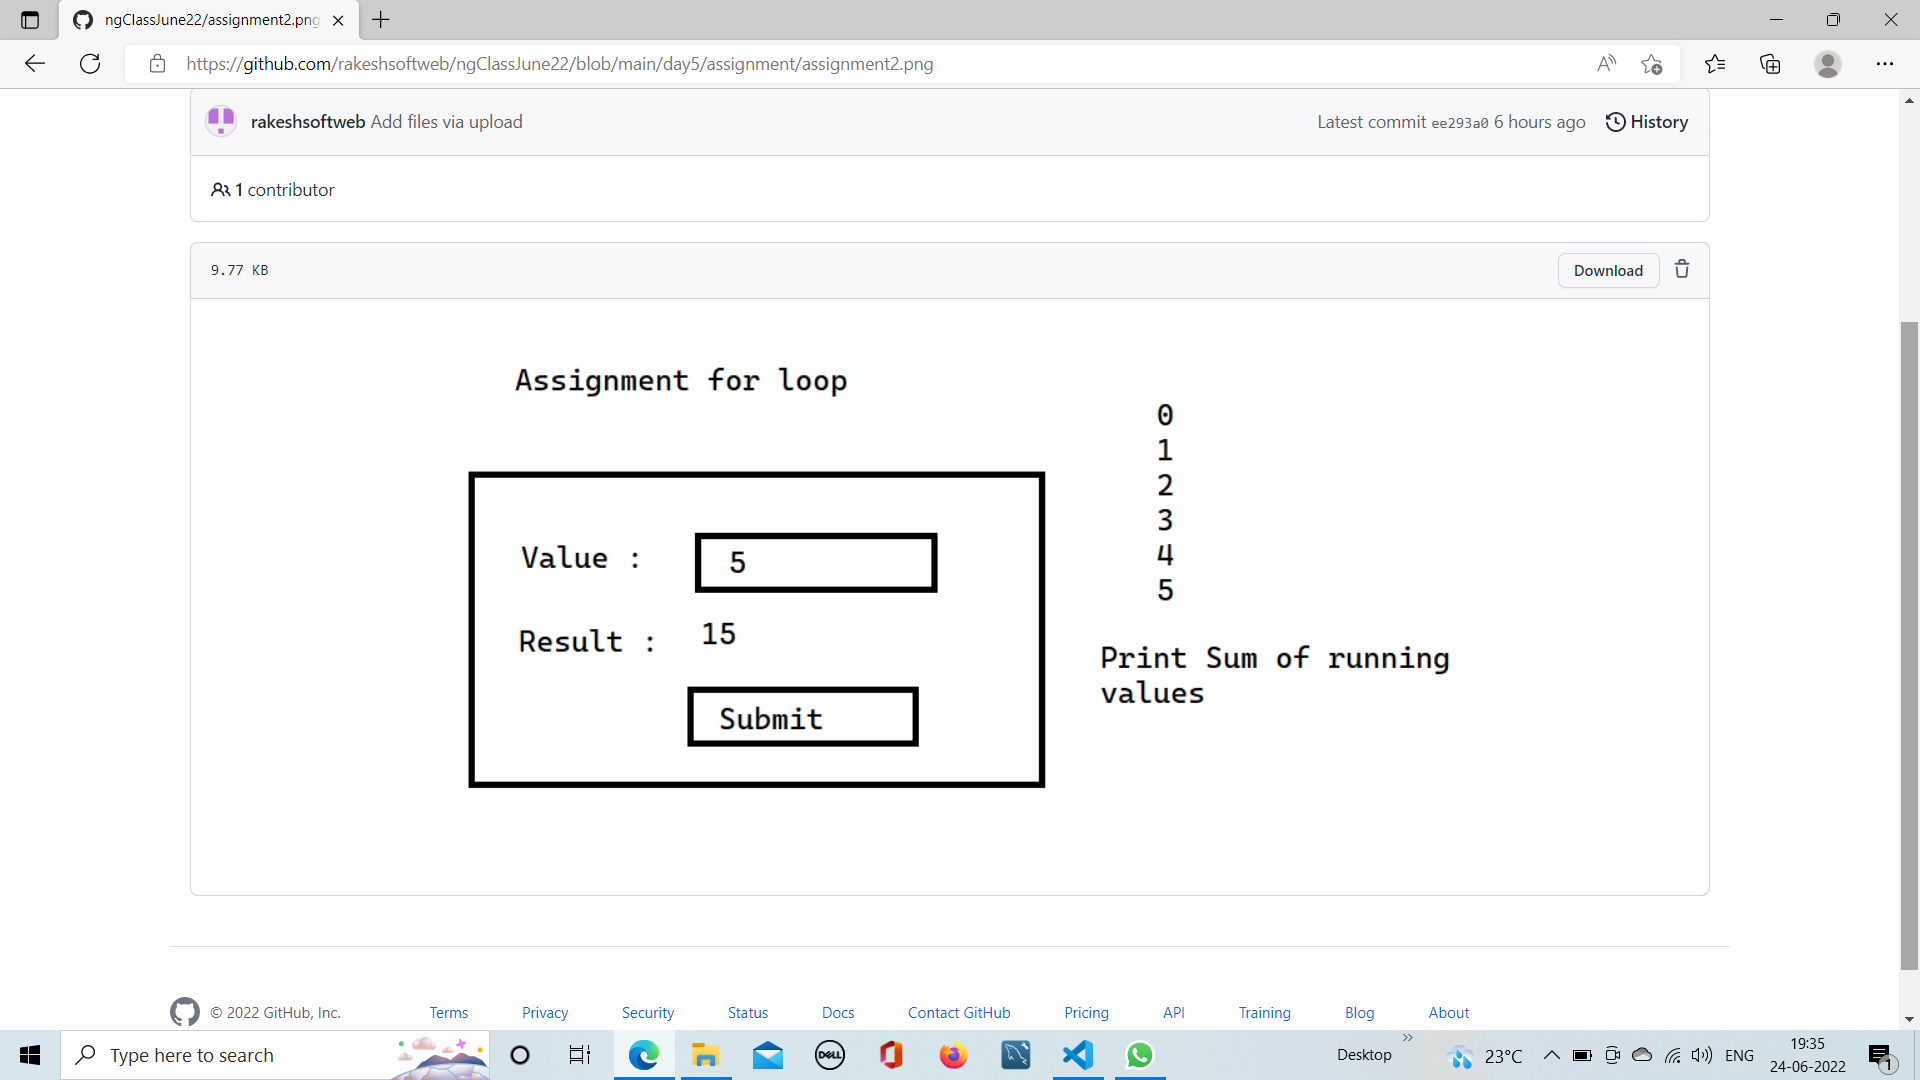 ngClassJune22/assignment2.png
https://github.com/rakeshsoftweb/ngClassJune22/blob/main/day5/assignment/assignment2.png
rakeshsoftweb Add files via upload
Latest commit ee293a0 6 hours ago
History
1 contributor
9.77 KB
Download
Assignment for loop
0
1
2
3
4
5
Value :
5
Result :
15
Submit
Print Sum of running
values
© 2022 GitHub, Inc.
Terms
Privacy
Security
Status
Docs
Contact GitHub
Pricing
API
Training
Blog
About
Type here to search
DELL
Desktop
23°C
ENG
19:35
24-06-2022
1